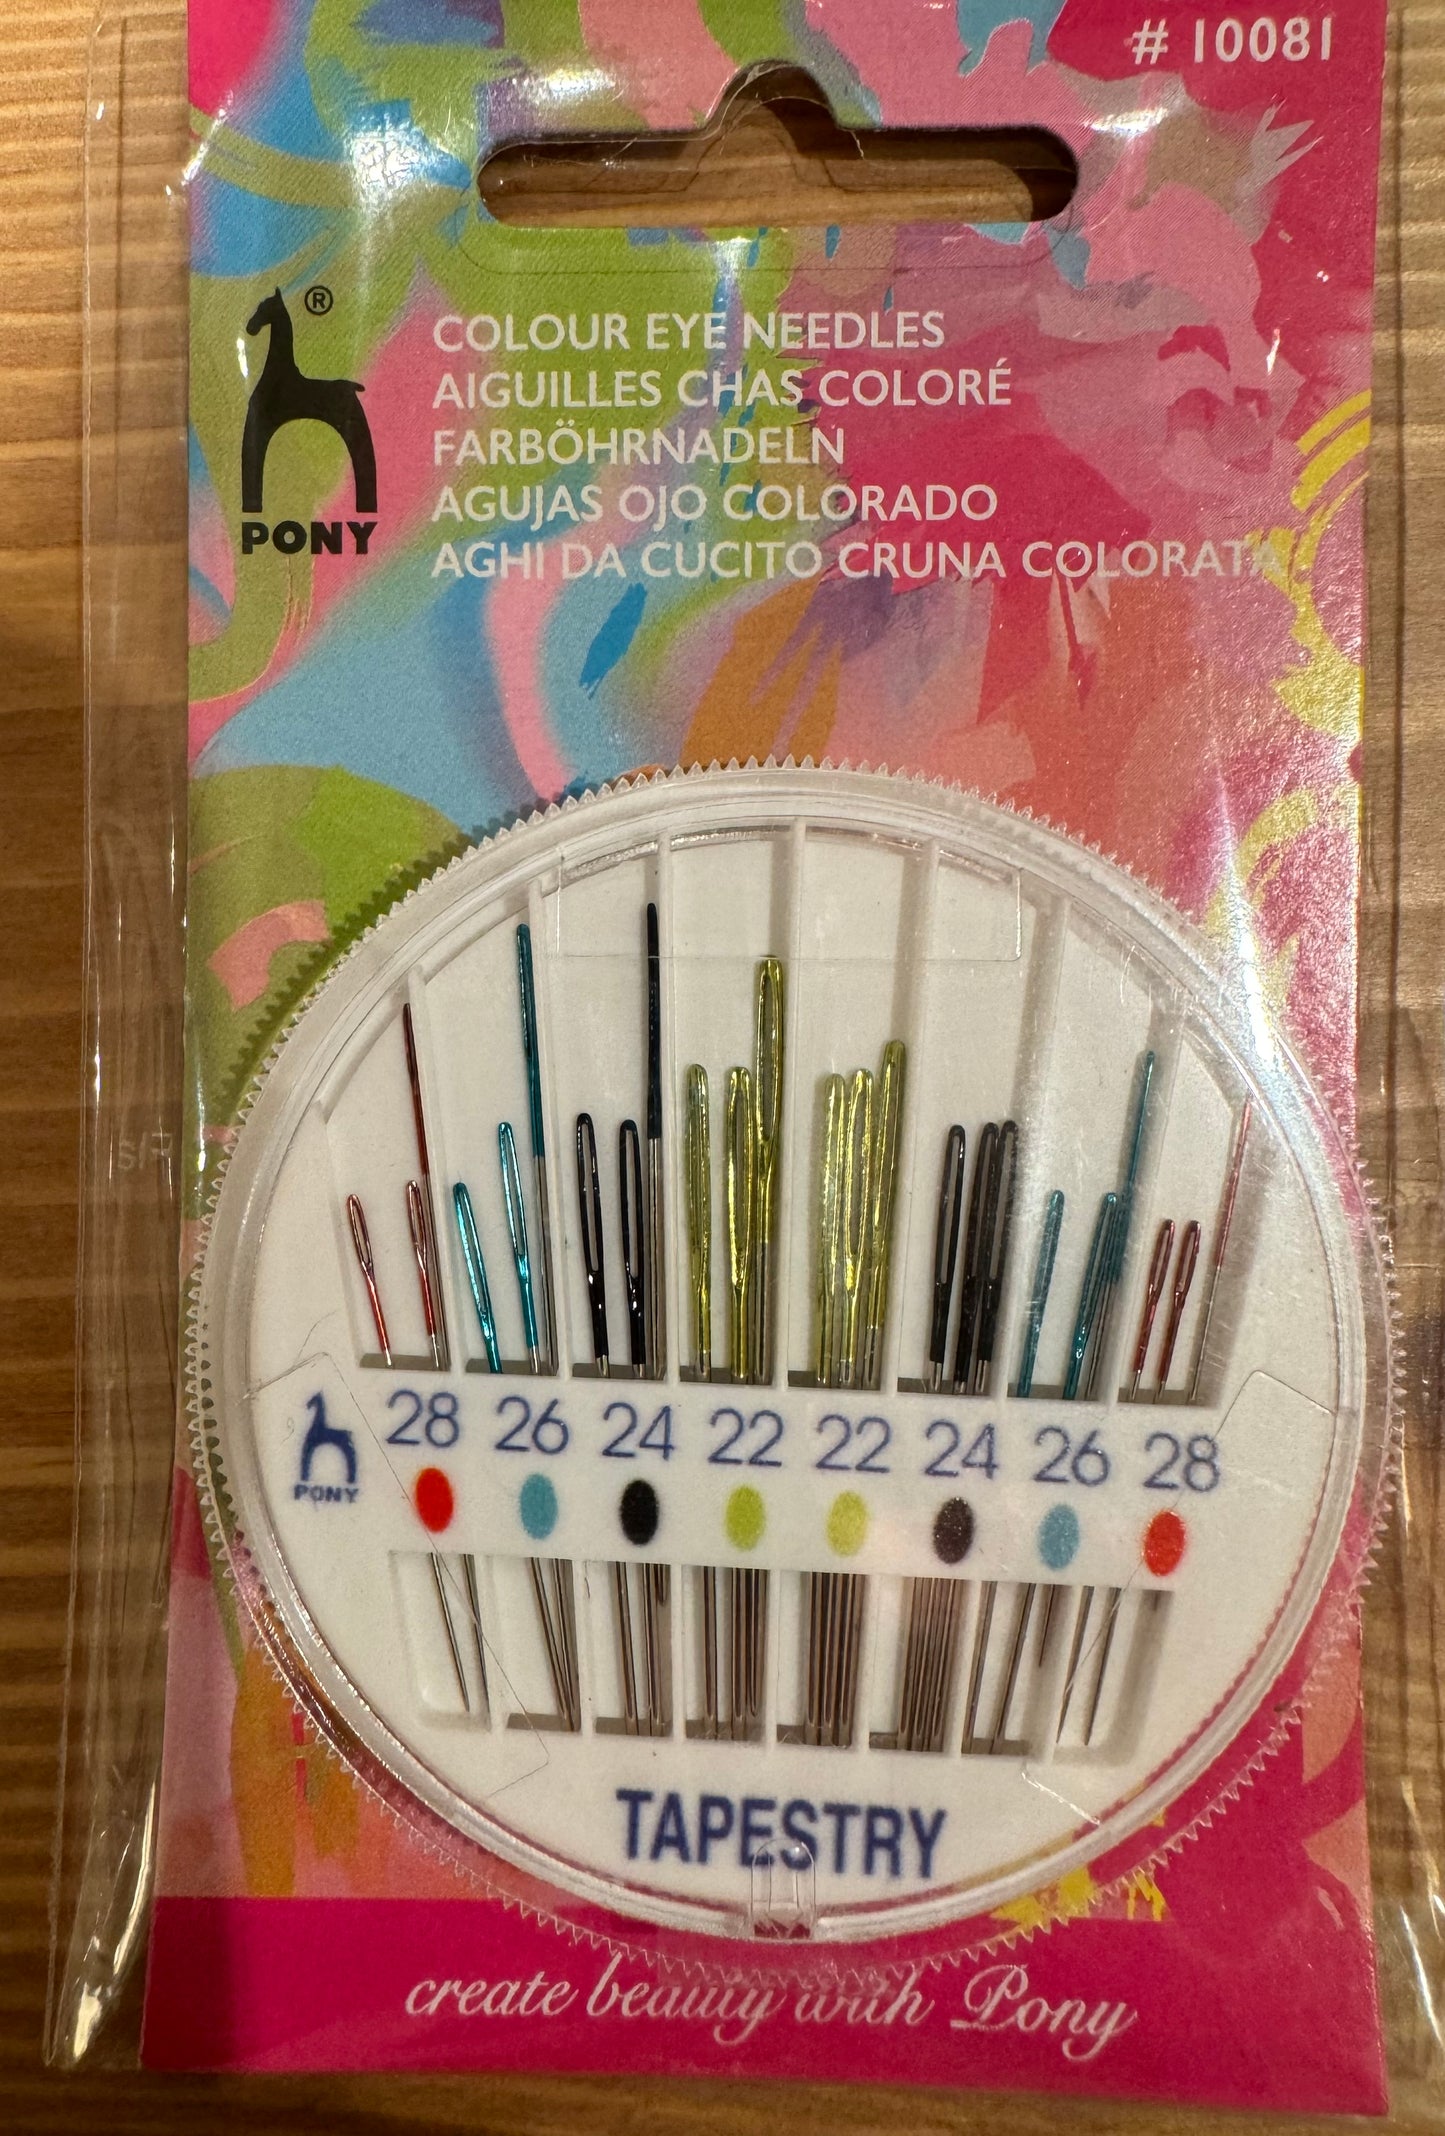 # 10081
®
PONY
COLOUR EYE NEEDLES
AIGUILLES CHAS COLORÉ
FARBÖHRNADELN
AGUJAS OJO COLORADO
AGHI DA CUCITO CRUNA COLORATA
28 26 24 22 22 24 26 28
PONY
TAPESTRY
create beauty with Pony